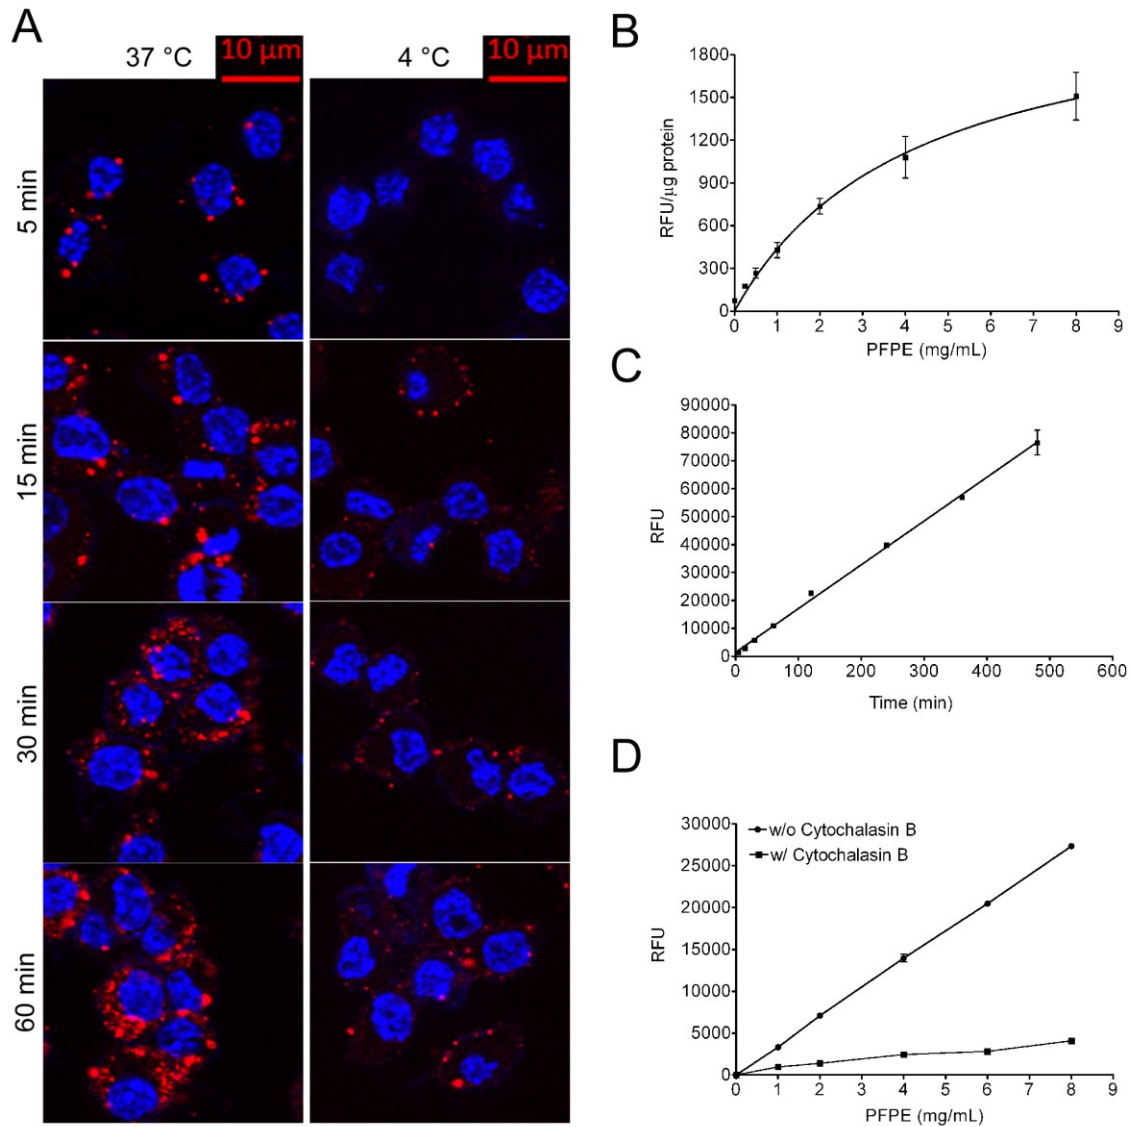 A
37 °C
10 µm
4 °C
10 µm
5 min
15 min
30 min
60 min
B
1800
1500
1200
900
600
300
0
RFU/µg protein
0 1 2 3 4 5 6 7 8 9
PFPE (mg/mL)
C
90000
80000
70000
60000
50000
40000
30000
20000
10000
0
RFU
0 100 200 300 400 500 600
Time (min)
D
30000
25000
20000
15000
10000
5000
0
RFU
w/o Cytochalasin B
w/ Cytochalasin B
0 1 2 3 4 5 6 7 8 9
PFPE (mg/mL)